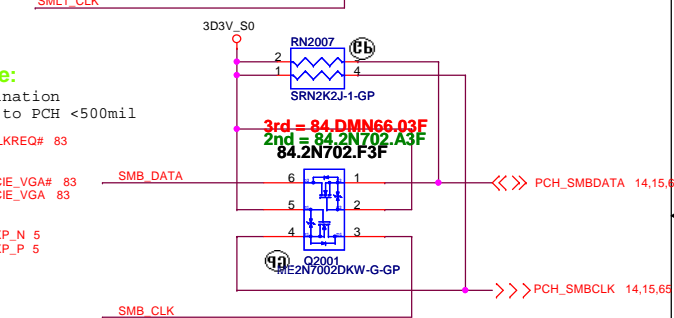 SML1_CLK
3D3V_S0
RN2007
2
1
4
SRN2K2J-1-GP
e:
nation
to PCH <500mil
3rd = 84.DMN66.03F
2nd = 84.2N702.A3F
84.2N702.F3F
LKREQ# 83
CIE_VGA# 83
CIE_VGA 83
SMB_DATA
6
1
PCH_SMBDATA 14,15,6
5
2
4
3
KP_N 5
KP_P 5
Q2001
ME2N7002DKW-G-GP
PCH_SMBCLK 14,15,65
SMB_CLK